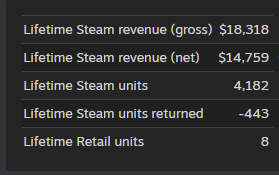 Lifetime Steam revenue (gross) $18,318
Lifetime Steam revenue (net) $14,759
Lifetime Steam units 4,182
Lifetime Steam units returned -443
Lifetime Retail units 8